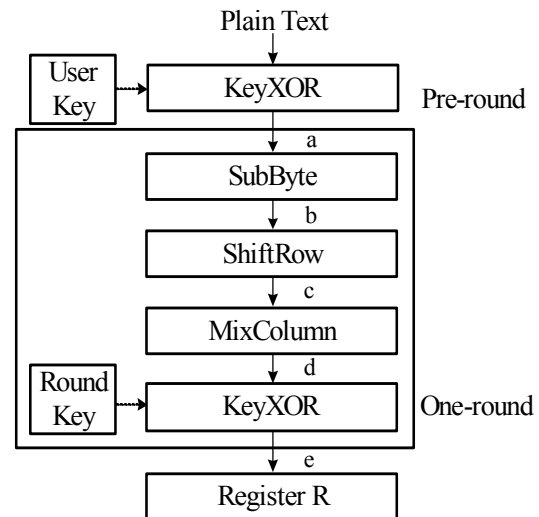 Plain Text
User
Key
KeyXOR
Pre-round
a
SubByte
b
ShiftRow
c
MixColumn
d
Round
Key
KeyXOR
One-round
e
Register R